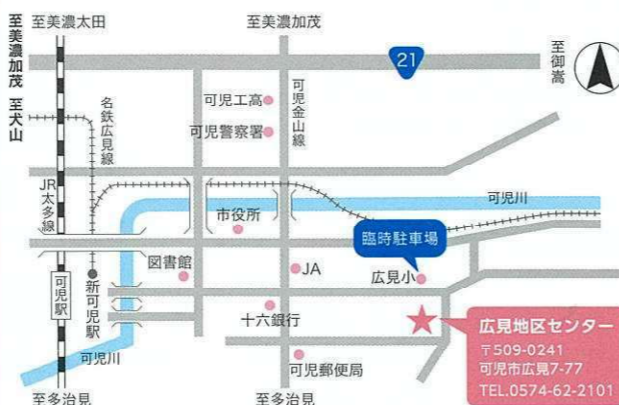 至美濃太田
至美濃加茂
至美濃加茂 至犬山
21
至御嵩
名鉄広見線
可児工高
可児警察署
可児金山線
JR太多線
可児川
市役所
臨時駐車場
図書館
JA
広見小
可児駅
新可児駅
十六銀行
広見地区センター
〒509-0241
可児市広見7-77
TEL.0574-62-2101
可児川
可児郵便局
至多治見
至多治見